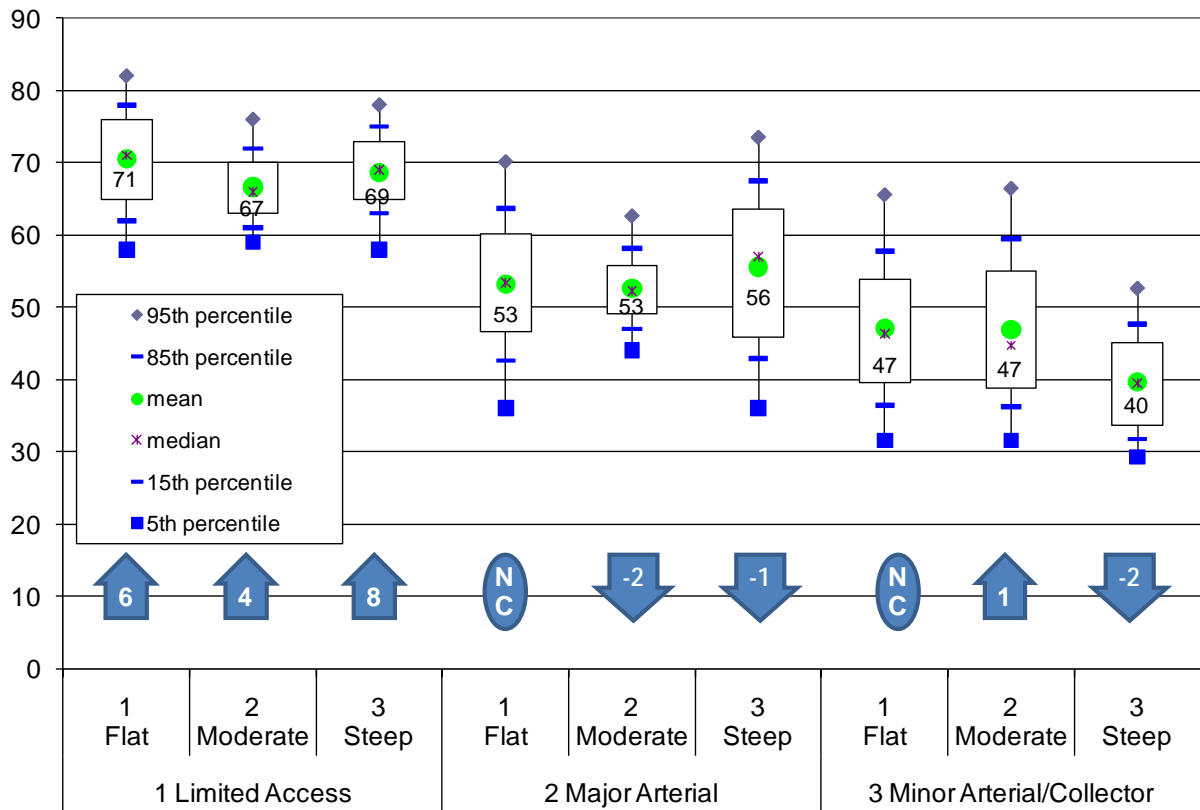 90
80
70
60
50
40
30
20
10
0
71
67
69
53
53
56
47
47
40
95th percentile
85th percentile
mean
median
15th percentile
5th percentile
6
4
8
N
C
-2
-1
N
C
1
-2
1 2 3 1 2 3 1 2 3
Flat Moderate Steep Flat Moderate Steep Flat Moderate Steep
1 Limited Access 2 Major Arterial 3 Minor Arterial/Collector